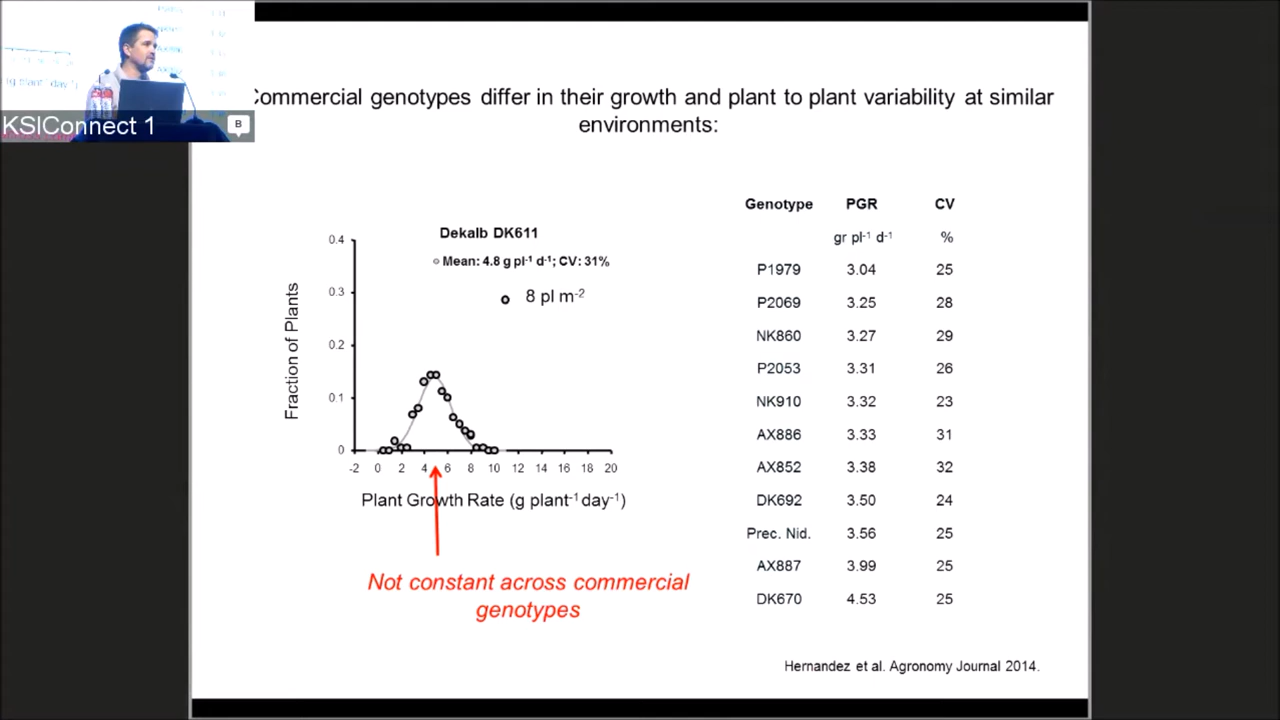 KSIConnect 1
B
Commercial genotypes differ in their growth and plant to plant variability at similar
environments:
Dekalb DK611
Mean: 4.8 g pl-1 d-1; CV: 31%
8 pl m-2
Fraction of Plants
0.4
0.3
0.2
0.1
0
-2 0 2 4 6 8 10 12 14 16 18 20
Plant Growth Rate (g plant-1 day-1)
Not constant across commercial
genotypes
Genotype PGR CV
gr pl-1 d-1 %
P1979 3.04 25
P2069 3.25 28
NK860 3.27 29
P2053 3.31 26
NK910 3.32 23
AX886 3.33 31
AX852 3.38 32
DK692 3.50 24
Prec. Nid. 3.56 25
AX887 3.99 25
DK670 4.53 25
Hernandez et al. Agronomy Journal 2014.